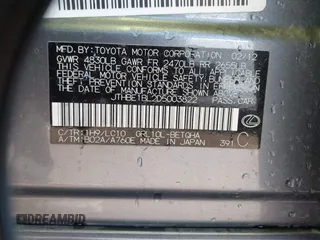 MFD. BY: TOYOTA MOTOR CORPORATION 02/12
GVWR 4830LB GAWR FR 2470LB RR 2655LB
THIS VEHICLE CONFORMS TO ALL APPLICABLE
FEDERAL MOTOR VEHICLE SAFETY, BUMPER, AND
THEFT PREVENTION STANDARDS IN EFFECT ON THE
DATE OF MANUFACTURE SHOWN ABOVE.
JTHBE1BL2D5003822 PASS. CAR
C/TR:1H9/LC10 GRL10L-BETQHA
A/TM:B02A/A760E MADE IN JAPAN 391 C
DREAMBID